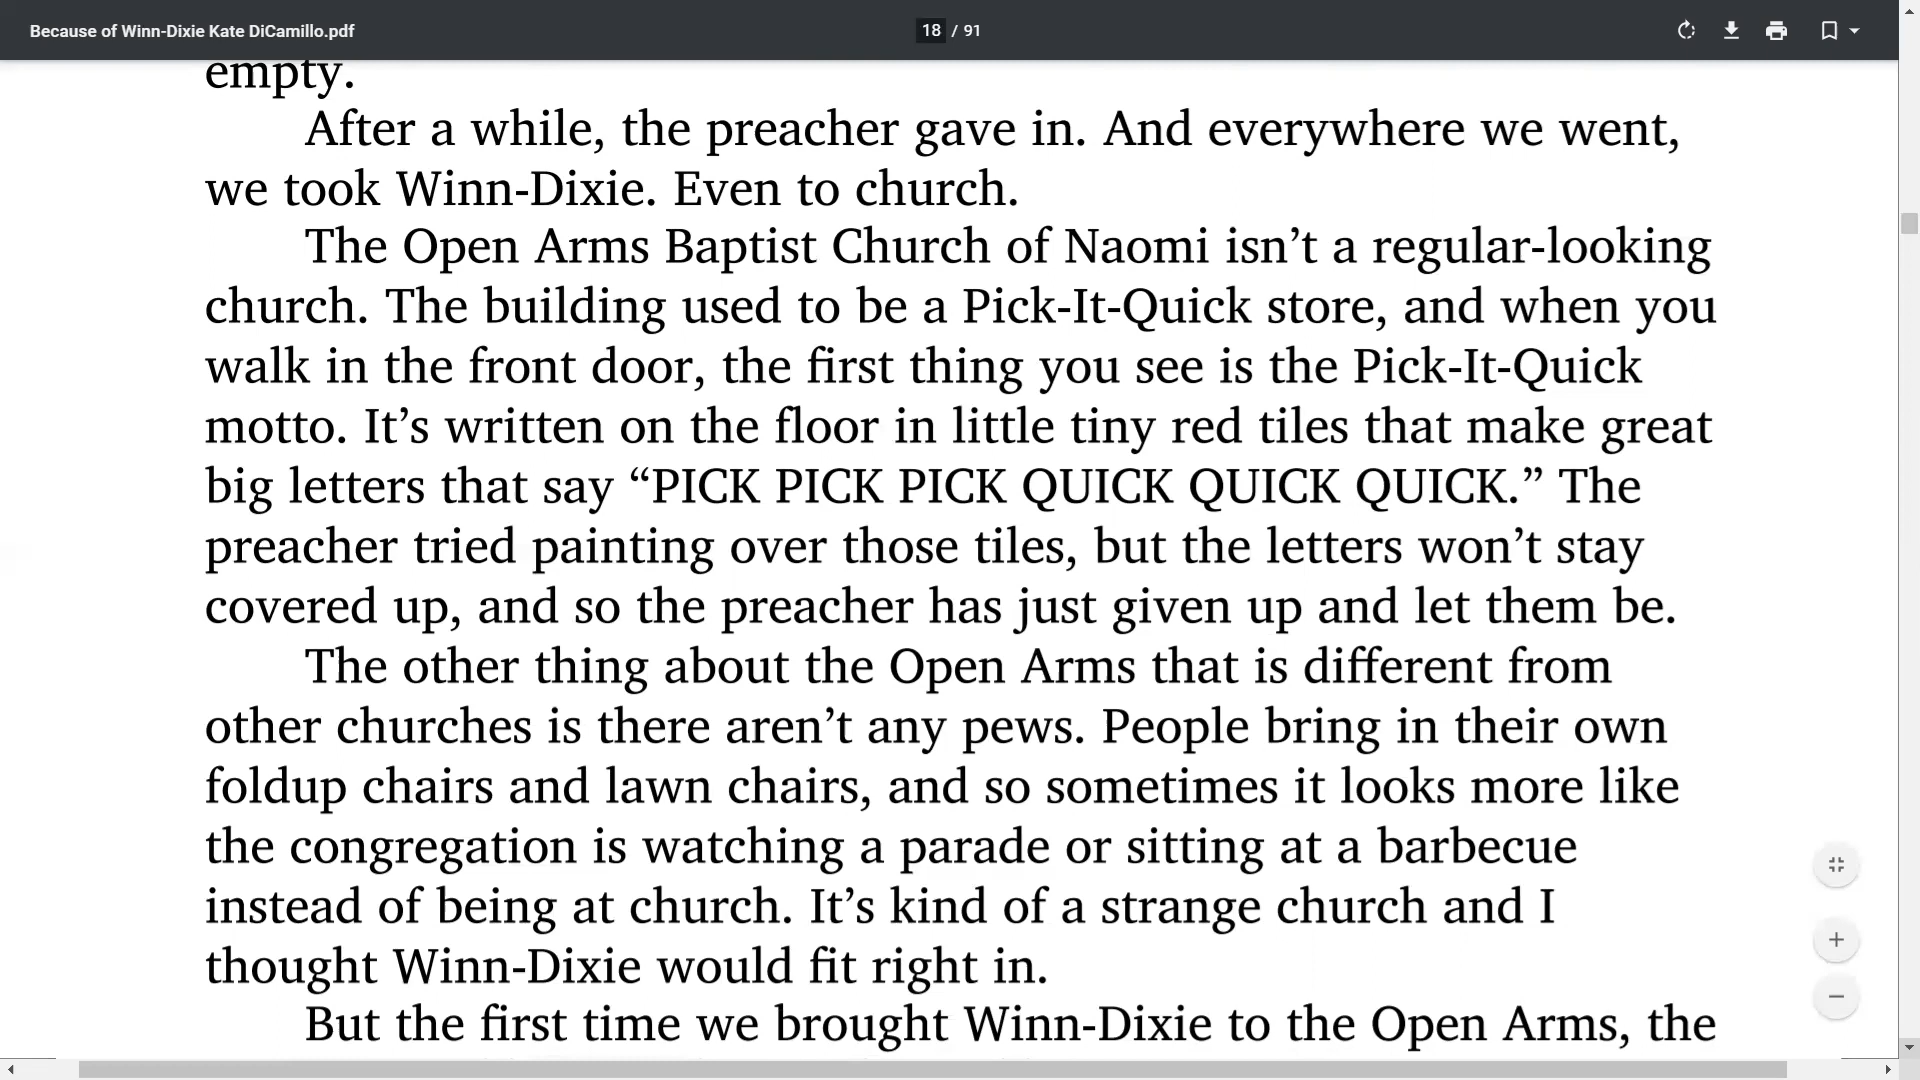 Because of Winn-Dixie Kate DiCamillo.pdf
18 / 91
empty.
After a while, the preacher gave in. And everywhere we went,
we took Winn-Dixie. Even to church.
The Open Arms Baptist Church of Naomi isn’t a regular-looking
church. The building used to be a Pick-It-Quick store, and when you
walk in the front door, the first thing you see is the Pick-It-Quick
motto. It’s written on the floor in little tiny red tiles that make great
big letters that say “PICK PICK PICK QUICK QUICK QUICK.” The
preacher tried painting over those tiles, but the letters won’t stay
covered up, and so the preacher has just given up and let them be.
The other thing about the Open Arms that is different from
other churches is there aren’t any pews. People bring in their own
foldup chairs and lawn chairs, and so sometimes it looks more like
the congregation is watching a parade or sitting at a barbecue
instead of being at church. It’s kind of a strange church and I
thought Winn-Dixie would fit right in.
But the first time we brought Winn-Dixie to the Open Arms, the